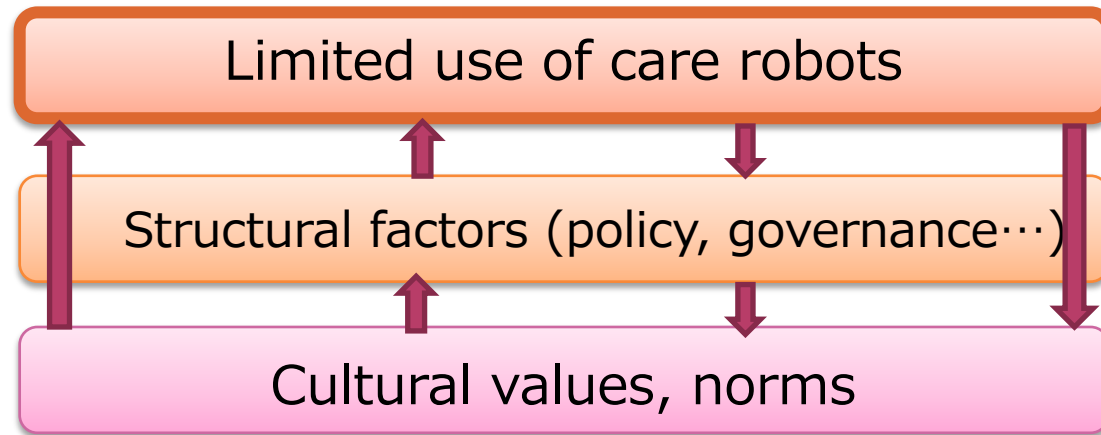 Limited use of care robots
Structural factors (policy, governance…)
Cultural values, norms